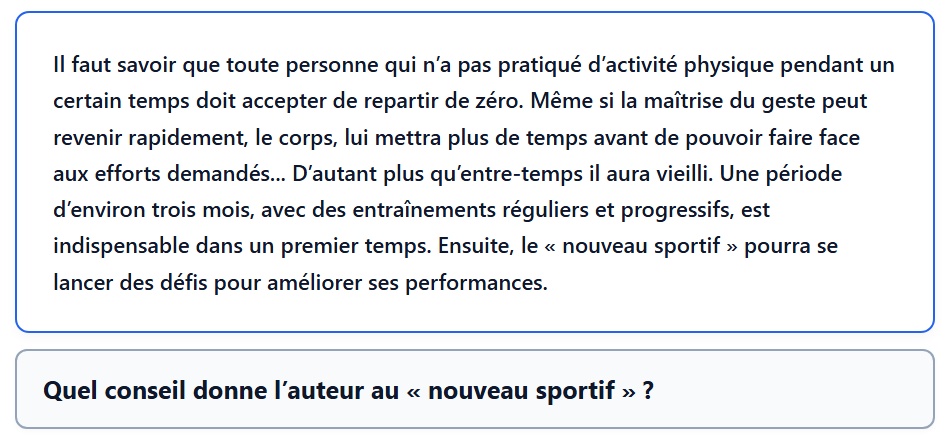 Il faut savoir que toute personne qui n’a pas pratiqué d’activité physique pendant un
certain temps doit accepter de repartir de zéro. Même si la maîtrise du geste peut
revenir rapidement, le corps, lui mettra plus de temps avant de pouvoir faire face
aux efforts demandés... D’autant plus qu’entre-temps il aura vieilli. Une période
d’environ trois mois, avec des entraînements réguliers et progressifs, est
indispensable dans un premier temps. Ensuite, le « nouveau sportif » pourra se
lancer des défis pour améliorer ses performances.
Quel conseil donne l’auteur au « nouveau sportif » ?